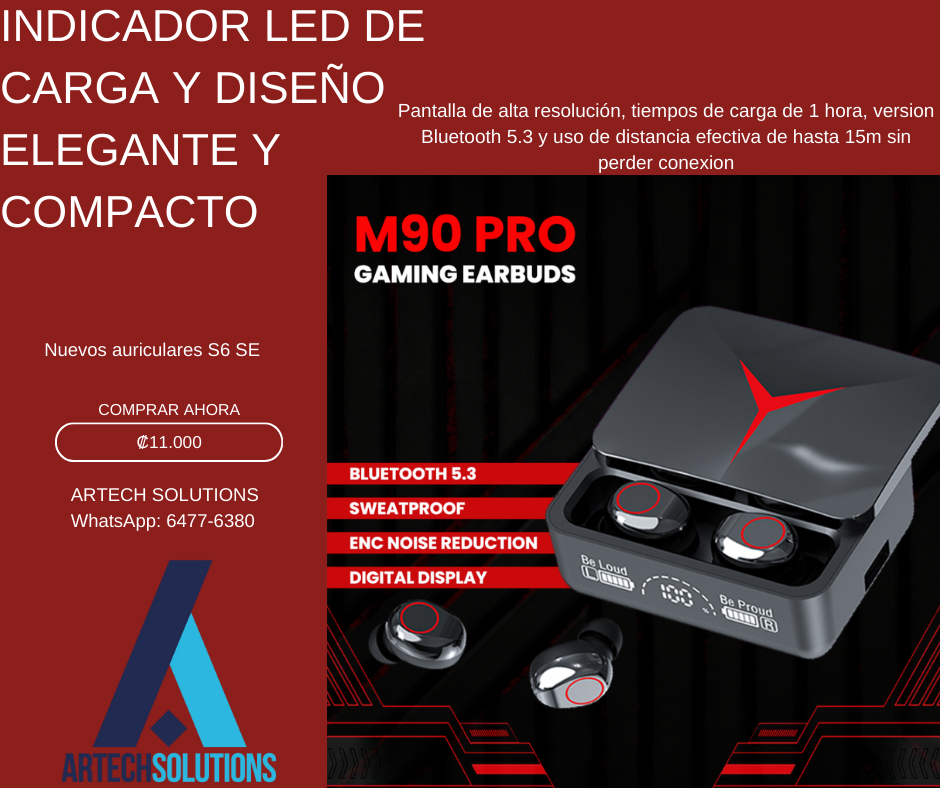 INDICADOR LED DE
CARGA Y DISEÑO
ELEGANTE Y
COMPACTO
Pantalla de alta resolución, tiempos de carga de 1 hora, version
Bluetooth 5.3 y uso de distancia efectiva de hasta 15m sin
perder conexion
Nuevos auriculares S6 SE
COMPRAR AHORA
₡11.000
ARTECH SOLUTIONS
WhatsApp: 6477-6380
ARTECHSOLUTIONS
M90 PRO
GAMING EARBUDS
BLUETOOTH 5.3
SWEATPROOF
ENC NOISE REDUCTION
DIGITAL DISPLAY
Be Loud
L
100 %
Be Proud
R